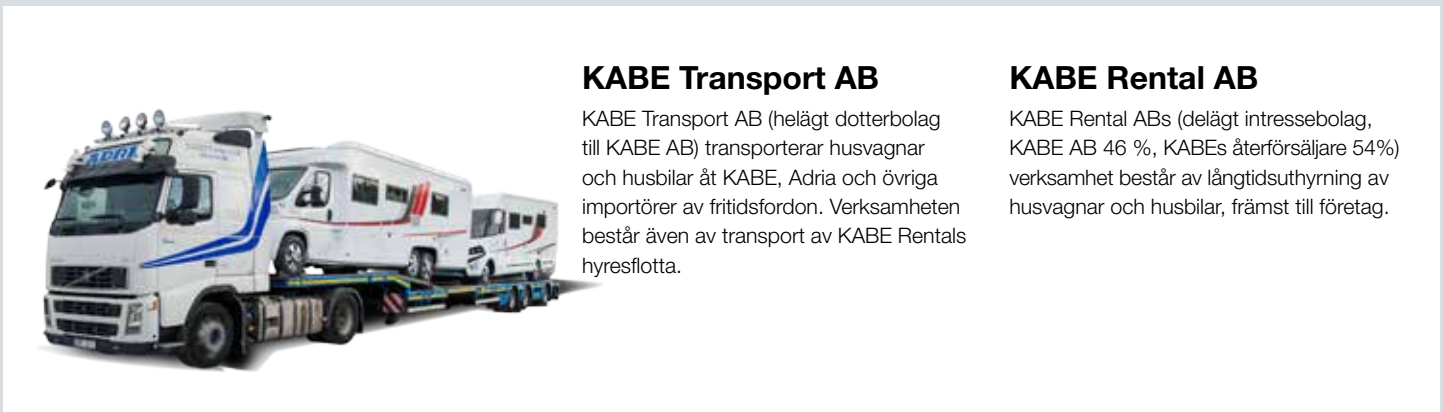 KABE Transport AB
KABE Transport AB (helägt dotterbolag
till KABE AB) transporterar husvagnar
och husbilar åt KABE, Adria och övriga
importörer av fritidsfordon. Verksamheten
består även av transport av KABE Rentals
hyresflotta.
KABE Rental AB
KABE Rental ABs (delägt intressebolag,
KABE AB 46 %, KABEs återförsäljare 54%)
verksamhet består av långtidsuthyrning av
husvagnar och husbilar, främst till företag.